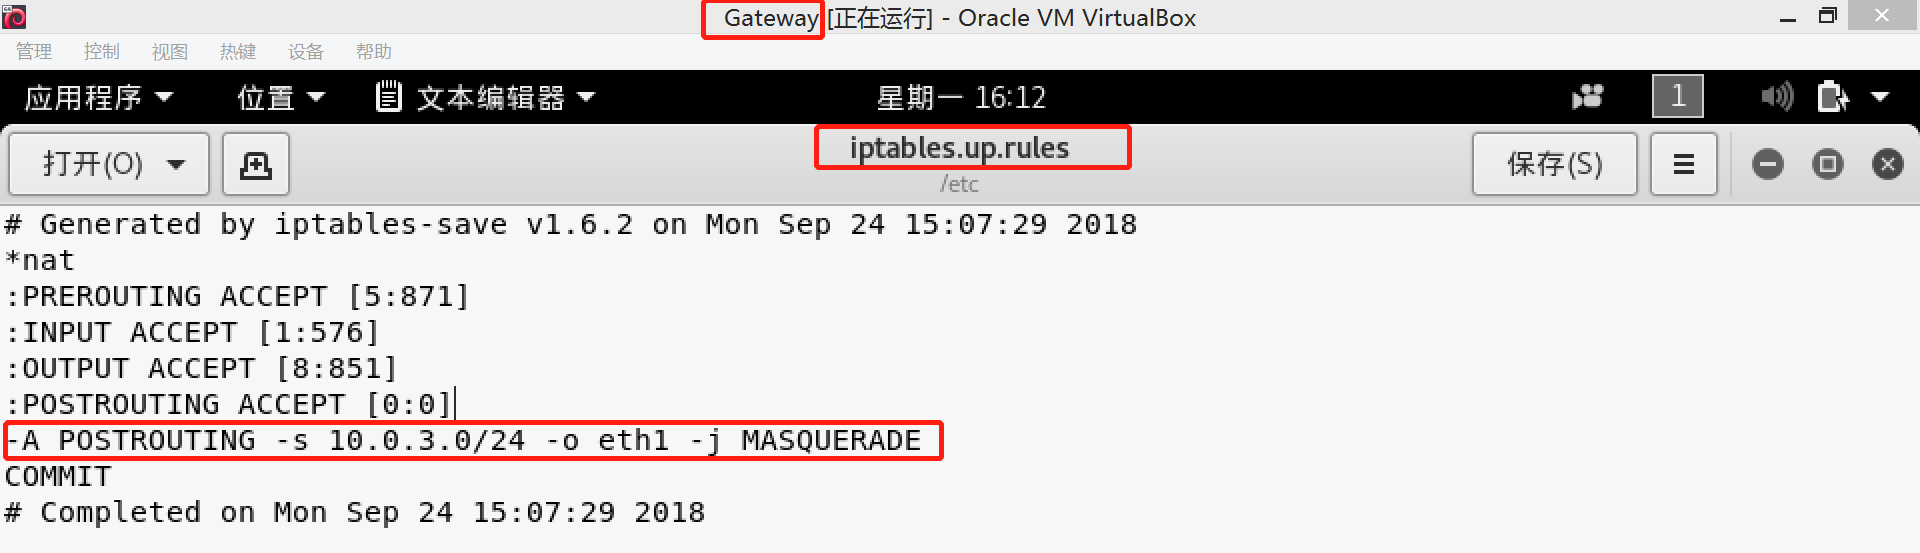 Gateway [正在运行] - Oracle VM VirtualBox
管理 控制 视图 热键 设备 帮助
应用程序 位置 文本编辑器 星期一 16:12 1
打开(O) iptables.up.rules 保存(S)
/etc
# Generated by iptables-save v1.6.2 on Mon Sep 24 15:07:29 2018
*nat
:PREROUTING ACCEPT [5:871]
:INPUT ACCEPT [1:576]
:OUTPUT ACCEPT [8:851]
:POSTROUTING ACCEPT [0:0]
-A POSTROUTING -s 10.0.3.0/24 -o eth1 -j MASQUERADE
COMMIT
# Completed on Mon Sep 24 15:07:29 2018